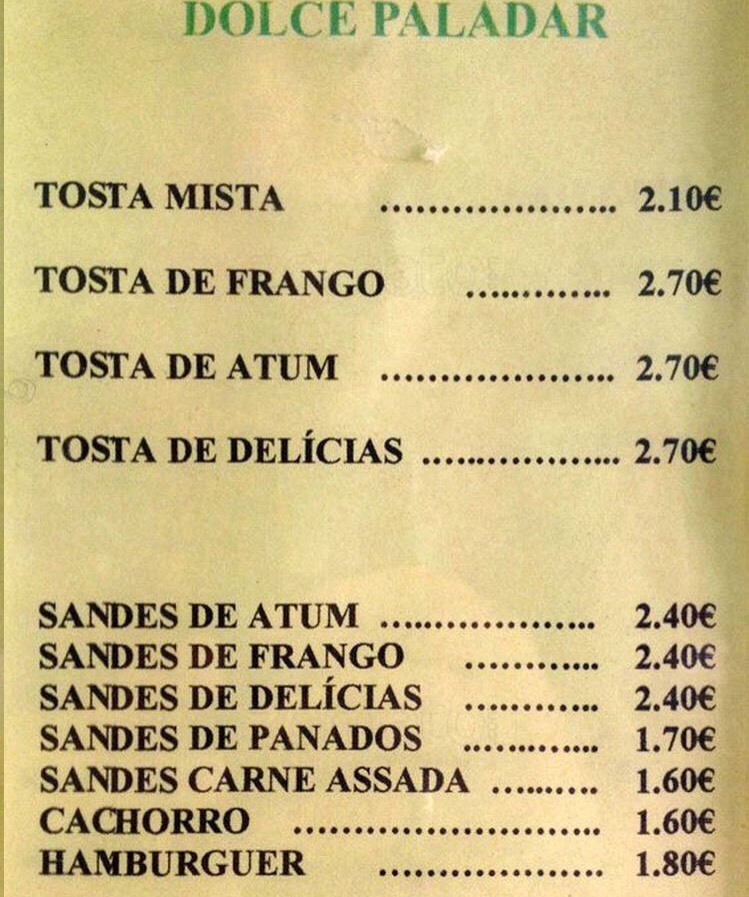 DOLCE PALADAR
TOSTA MISTA ..................... 2.10€
TOSTA DE FRANGO ............. 2.70€
TOSTA DE ATUM ..................... 2.70€
TOSTA DE DELÍCIAS .................. 2.70€
SANDES DE ATUM ................... 2.40€
SANDES DE FRANGO ............ 2.40€
SANDES DE DELÍCIAS ............ 2.40€
SANDES DE PANADOS ............ 1.70€
SANDES CARNE ASSADA .......... 1.60€
CACHORRO ........................... 1.60€
HAMBURGUER .................... 1.80€